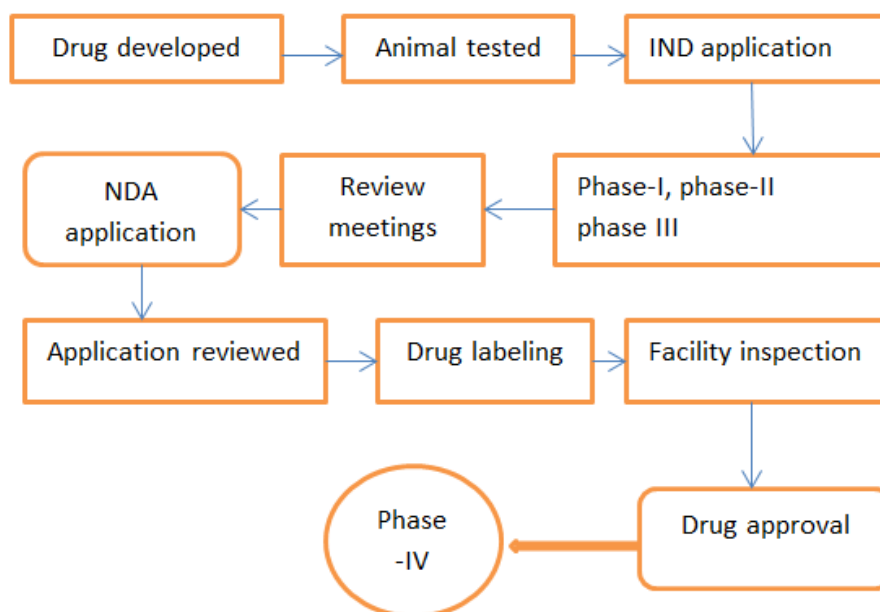 Drug developed
Animal tested
IND application
Phase-I, phase-II
phase III
Review
meetings
NDA
application
Application reviewed
Drug labeling
Facility inspection
Drug approval
Phase
-IV